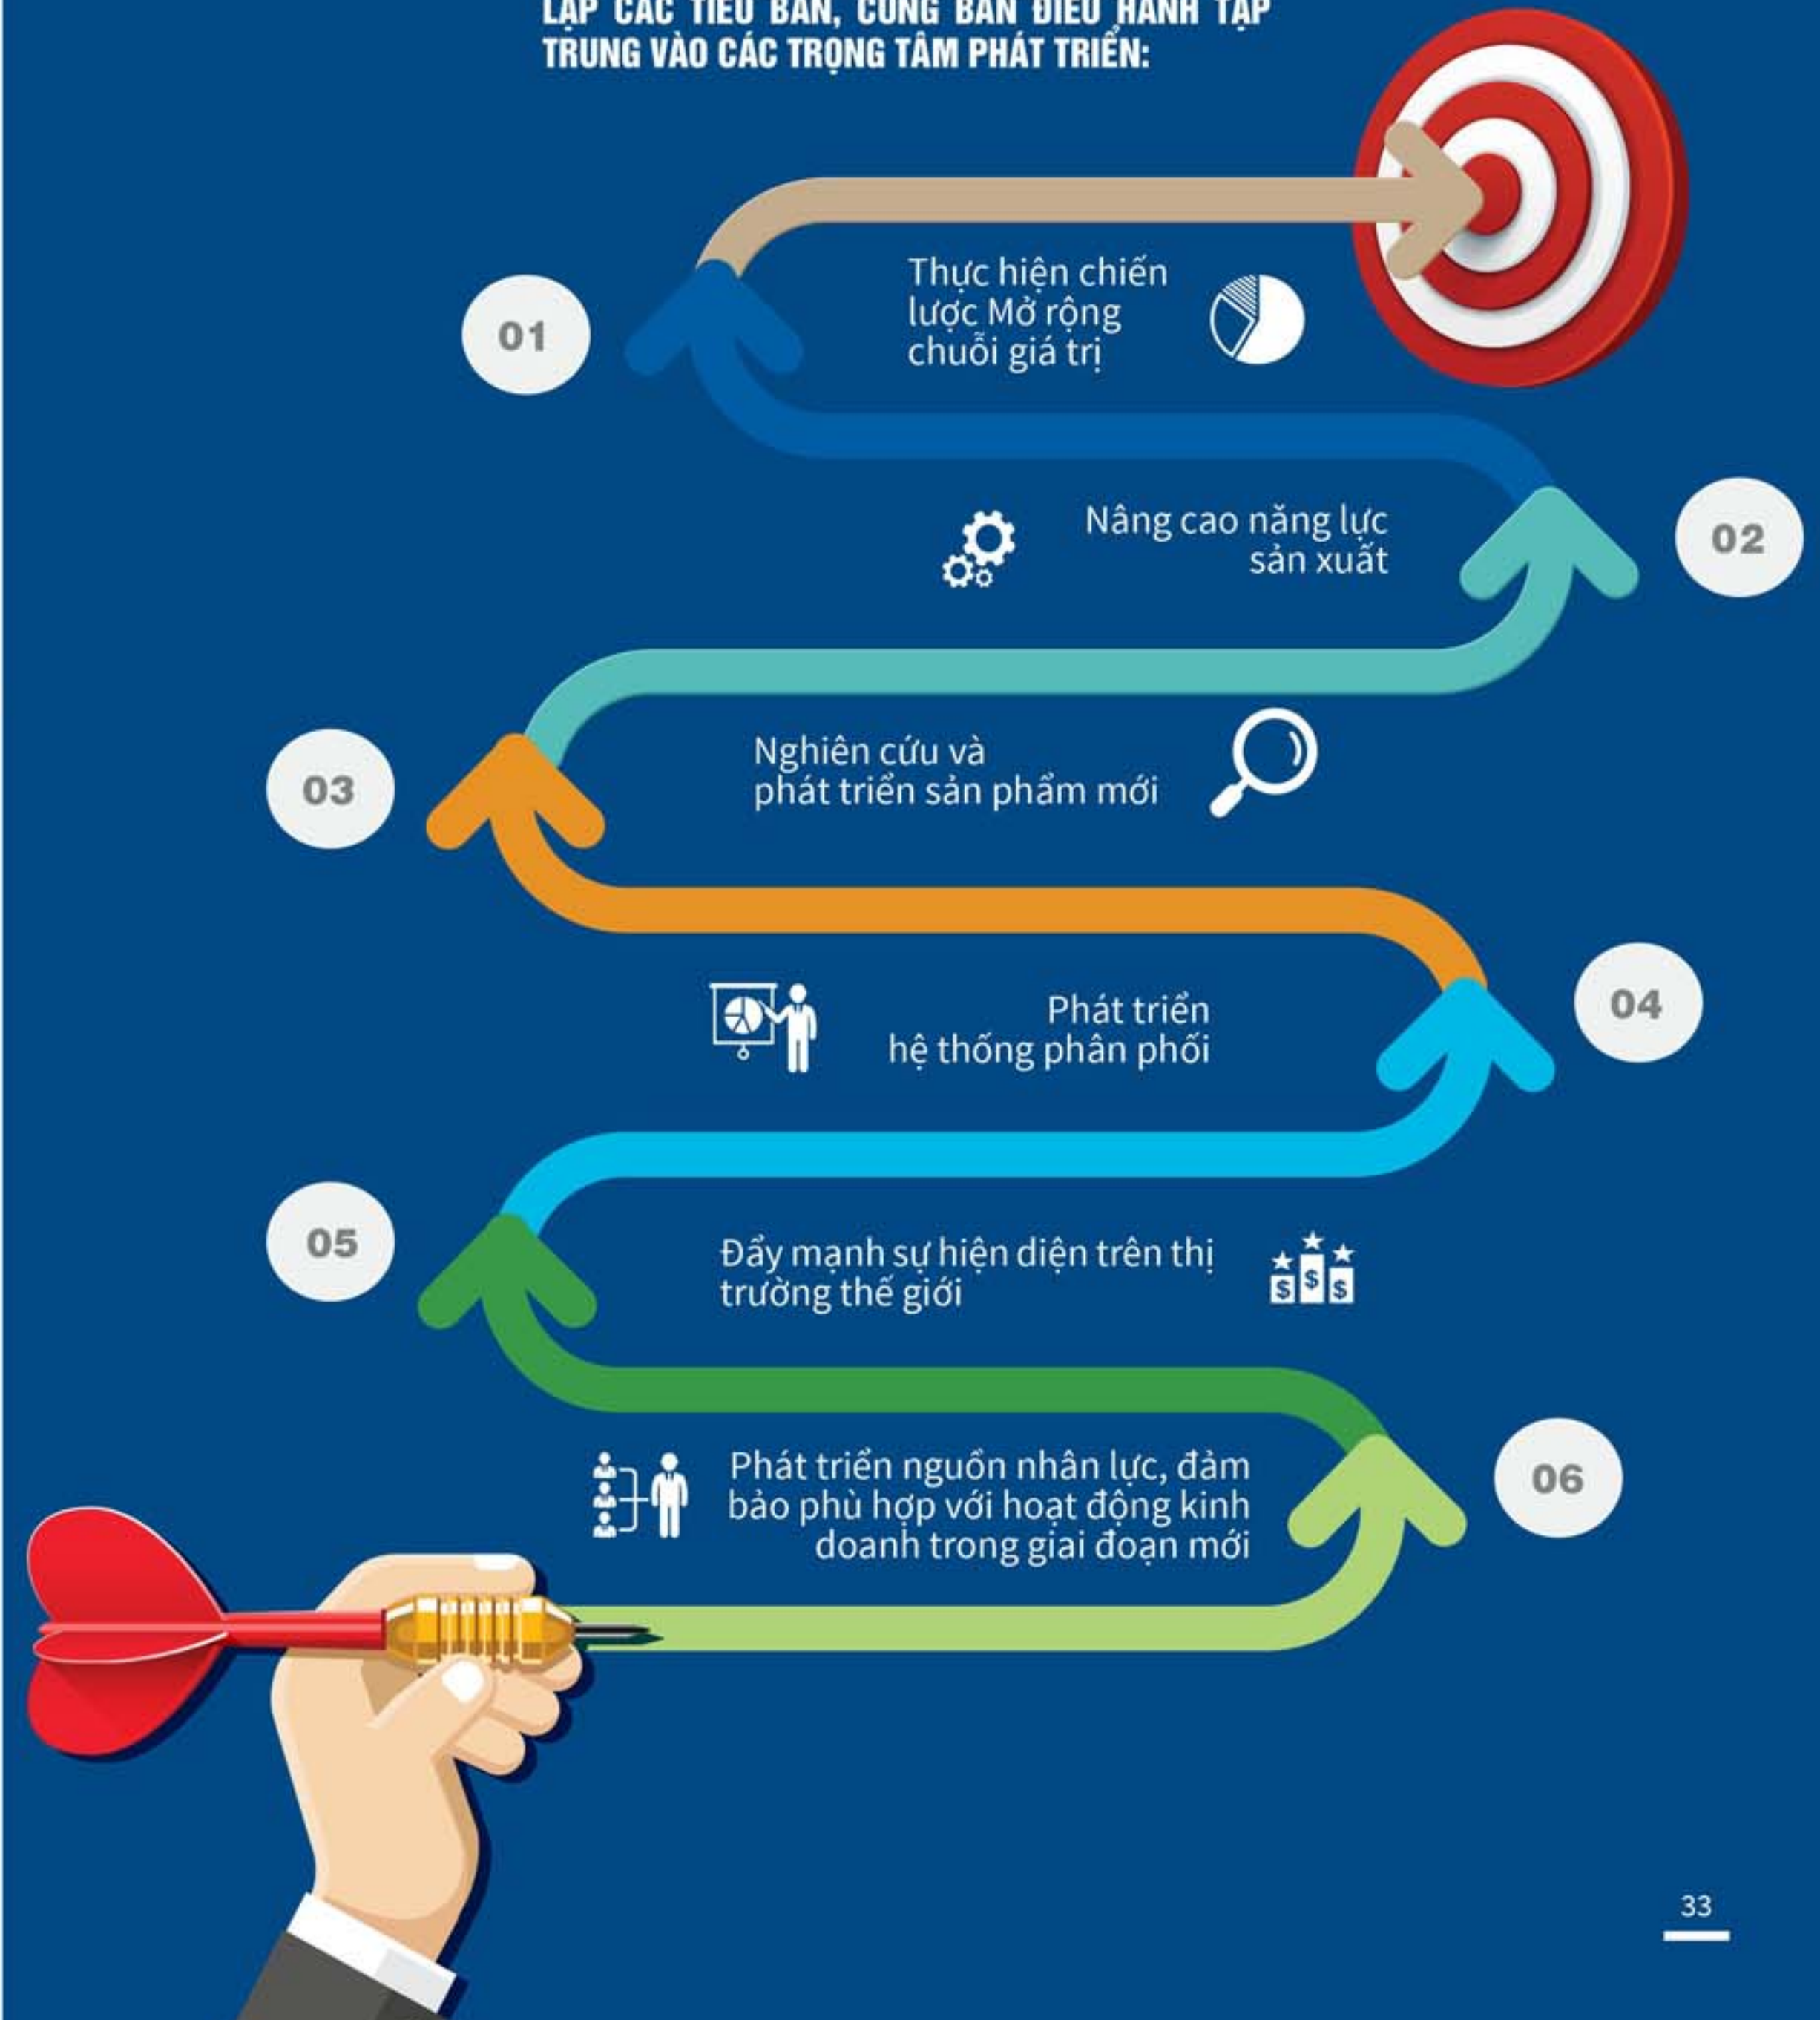 LẬP CÁC TIỂU BAN, CÙNG BAN ĐIỀU HÀNH TẬP
TRUNG VÀO CÁC TRỌNG TÂM PHÁT TRIỂN:
01
Thực hiện chiến
lược Mở rộng
chuỗi giá trị
Nâng cao năng lực
sản xuất
02
03
Nghiên cứu và
phát triển sản phẩm mới
Phát triển
hệ thống phân phối
04
05
Đẩy mạnh sự hiện diện trên thị
trường thế giới
$ $ $
Phát triển nguồn nhân lực, đảm
bảo phù hợp với hoạt động kinh
doanh trong giai đoạn mới
06
33